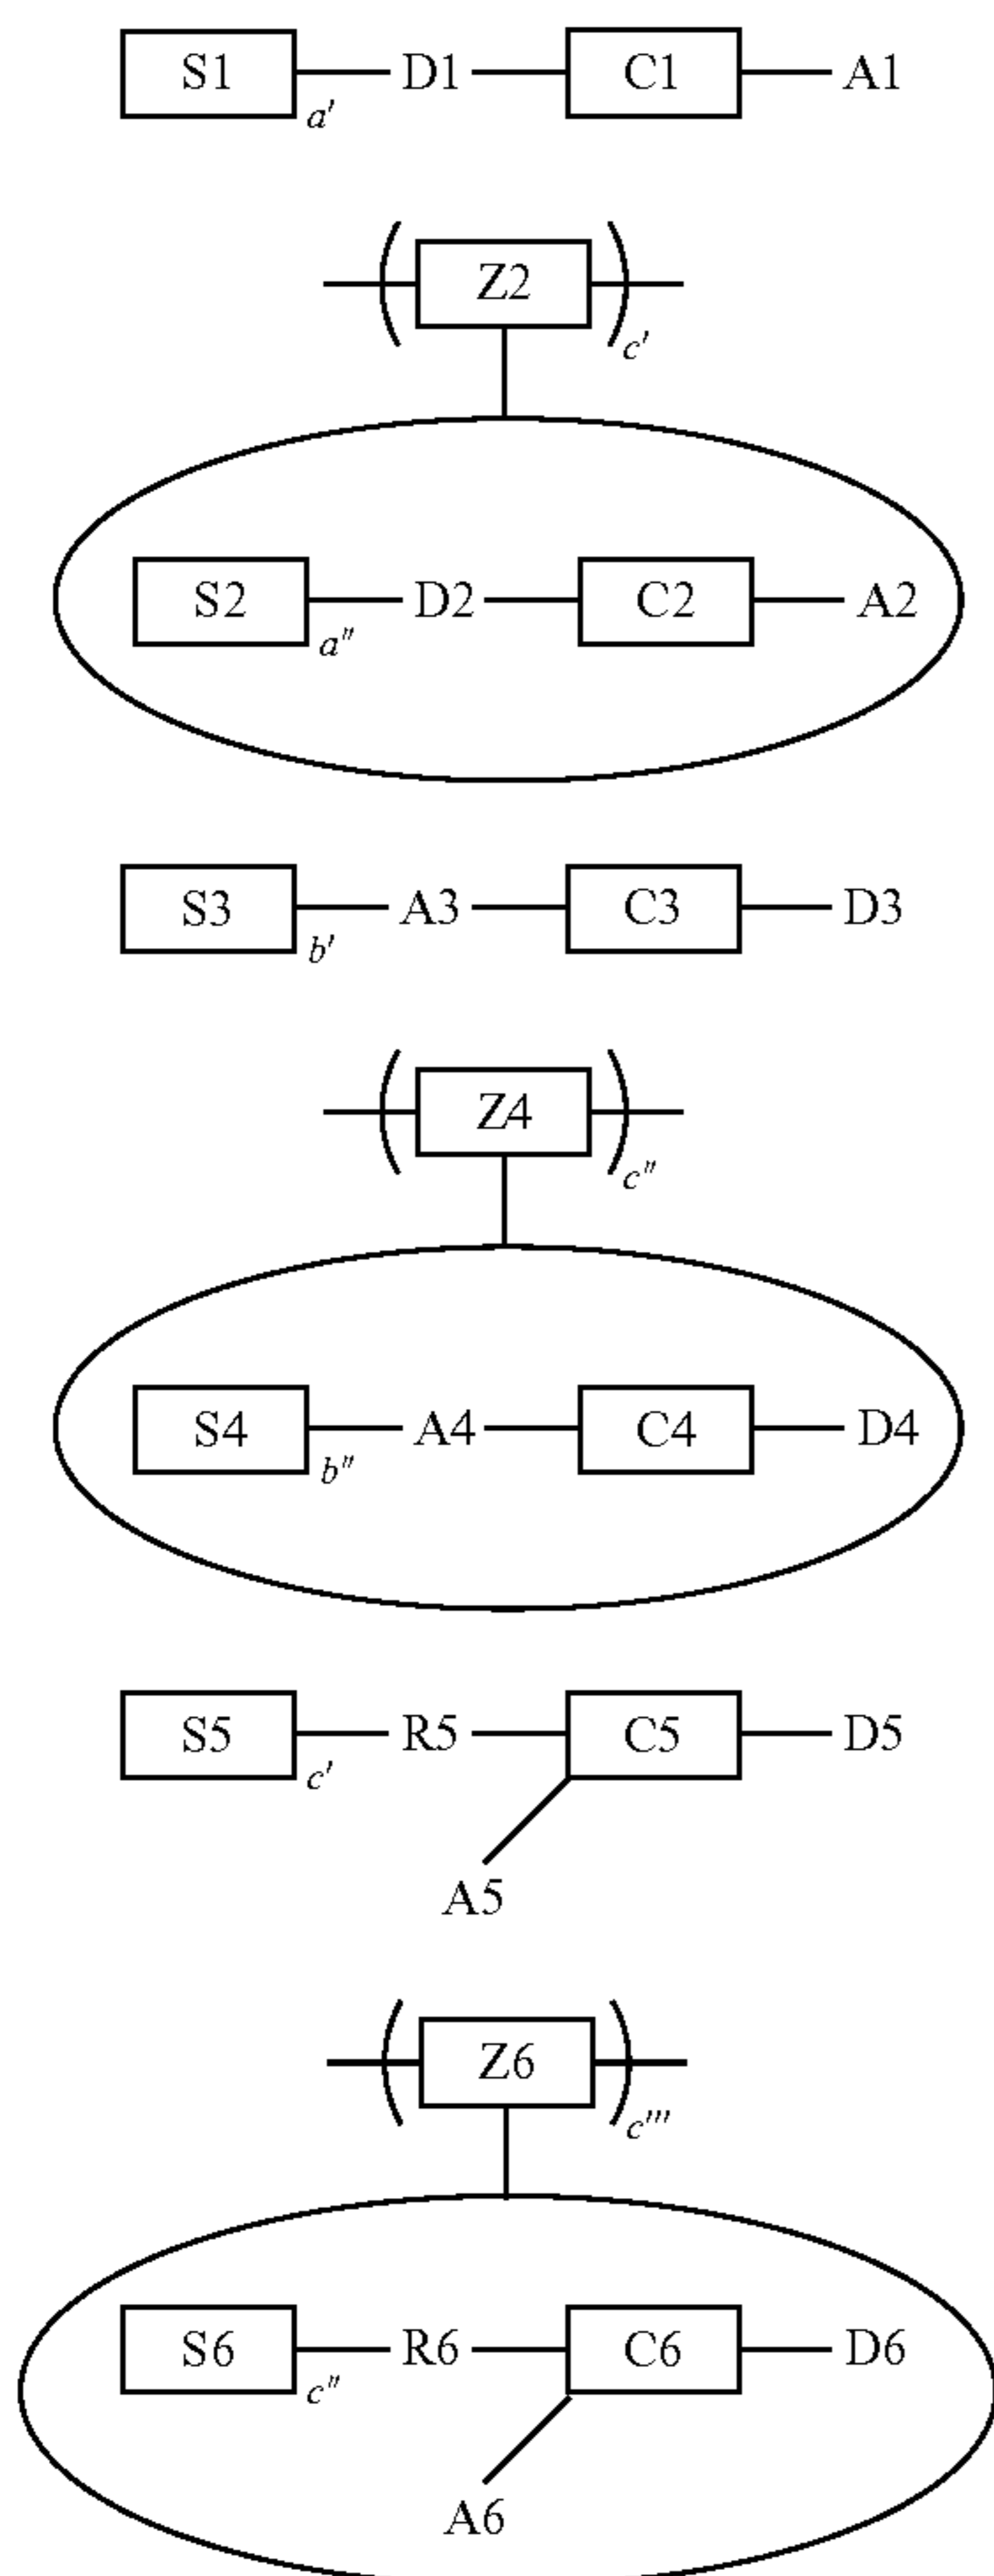 S1 a′ D1 C1 A1
Z2 c′
S2 a″ D2 C2 A2
S3 b′ A3 C3 D3
Z4 c″
S4 b″ A4 C4 D4
S5 c′ R5 C5 D5
A5
Z6 c‴
S6 c″ R6 C6 D6
A6